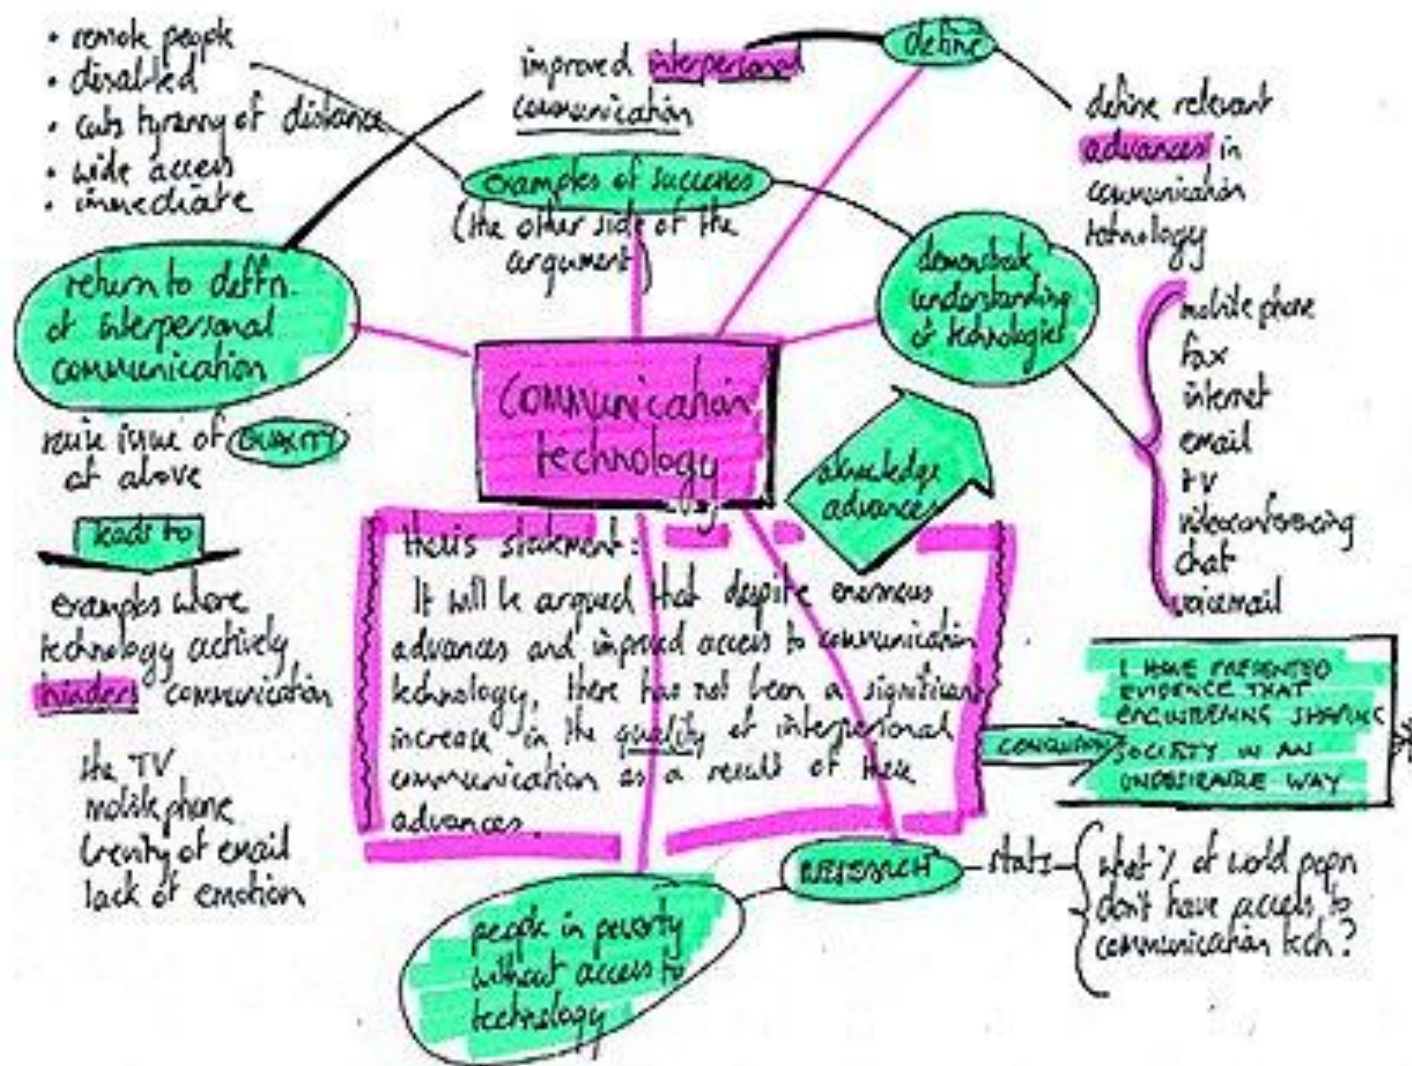 • remote people
• disabled
• cuts tyranny of distance
• wide access
• immediate
improved interpersonal
communication
define
define relevant
advances in
communication
technology
examples of success
(the other side of the
argument)
return to deffn.
of interpersonal
communication
demonstrate
understanding
of technologies
mobile phone
fax
internet
email
TV
videoconferencing
chat
voicemail
communication
technology
issue of QUALITY
at above
leads to
examples where
technology actively
hinders communication
the TV
mobile phone
brevity of email
lack of emotion
aknowledge
advances
thesis statement:
It will be argued that despite enormous
advances and improved access to communication
technology, there has not been a significant
increase in the quality of interpersonal
communication as a result of these
advances.
CONCLUSION
I HAVE PRESENTED
EVIDENCE THAT
ENGINEERING
SOCIETY IN AN
UNDESIRABLE WAY
RESEARCH
stats
what % of world popn
don't have access to
communication tech?
people in poverty
without access to
technology